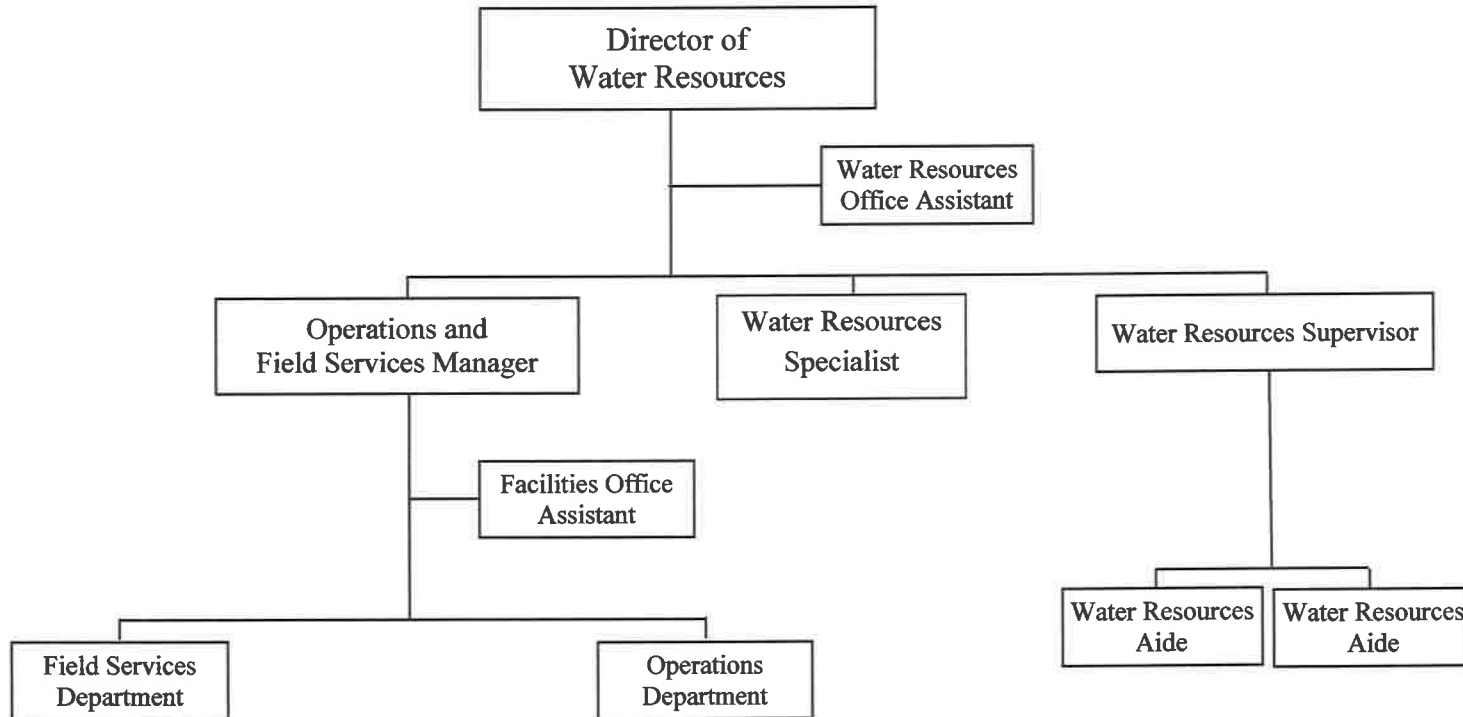 Director of
Water Resources
Water Resources
Office Assistant
Operations and
Field Services Manager
Water Resources
Specialist
Water Resources Supervisor
Facilities Office
Assistant
Field Services
Department
Operations
Department
Water Resources
Aide
Water Resources
Aide